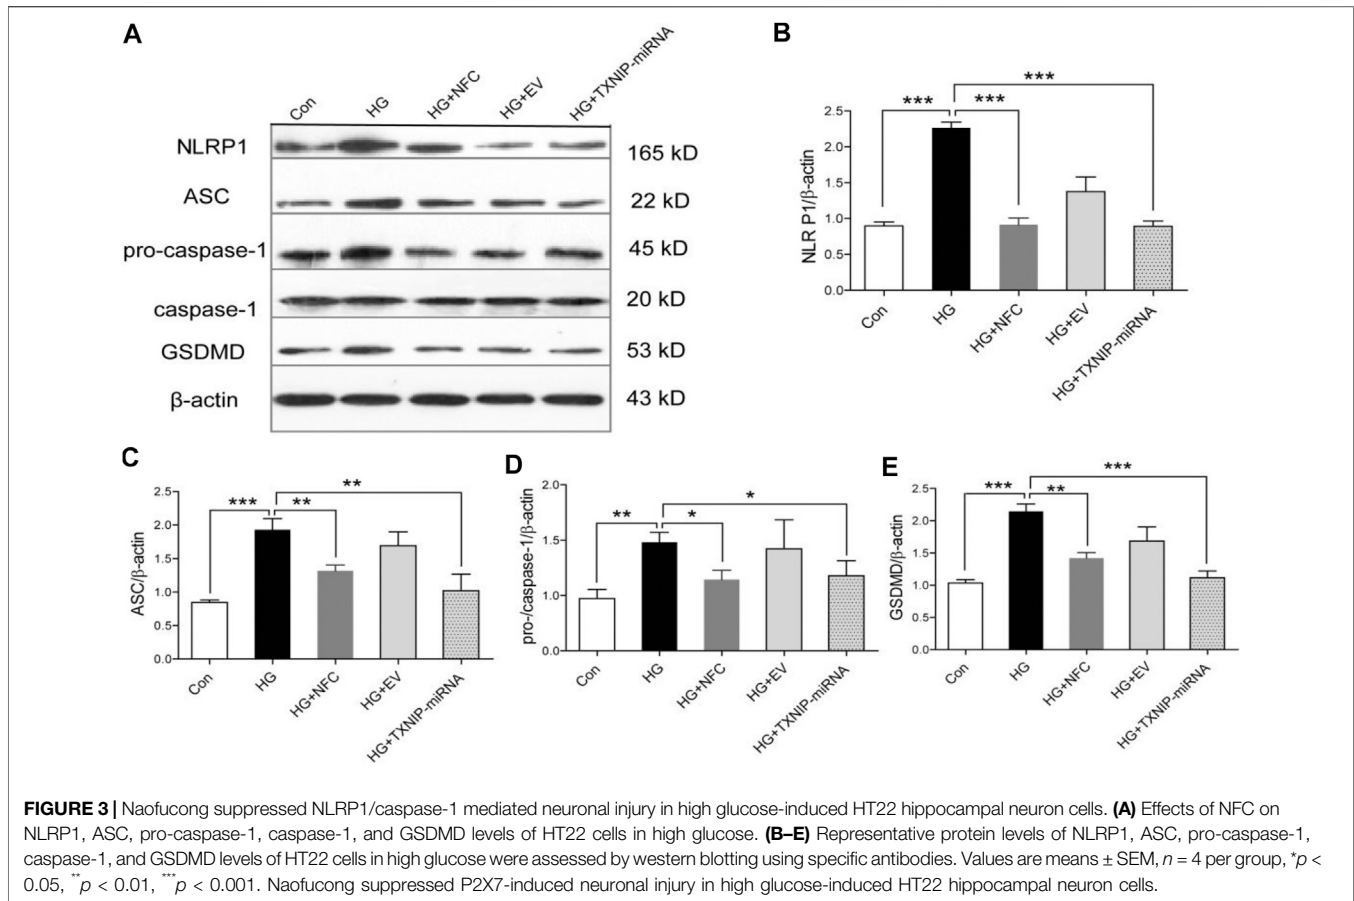 A
Con HG HG+NFC HG+EV HG+TXNIP-miRNA
NLRP1 165 kD
ASC 22 kD
pro-caspase-1 45 kD
caspase-1 20 kD
GSDMD 53 kD
β-actin 43 kD
B
***
*** ***
NLR P1/β-actin
2.5
2.0
1.5
1.0
0.5
0.0
Con HG HG+NFC HG+EV HG+TXNIP-miRNA
C
**
*** **
ASC/β-actin
2.5
2.0
1.5
1.0
0.5
0.0
Con HG HG+NFC HG+EV HG+TXNIP-miRNA
D
*
** *
pro-/caspase-1/β-actin
2.0
1.5
1.0
0.0
Con HG HG+NFC HG+EV HG+TXNIP-miRNA
E
***
*** **
GSDMD/β-actin
2.5
2.0
1.5
1.0
0.5
0.0
Con HG HG+NFC HG+EV HG+TXNIP-miRNA
FIGURE 3 | Naofucong suppressed NLRP1/caspase-1 mediated neuronal injury in high glucose-induced HT22 hippocampal neuron cells. (A) Effects of NFC on
NLRP1, ASC, pro-caspase-1, caspase-1, and GSDMD levels of HT22 cells in high glucose. (B–E) Representative protein levels of NLRP1, ASC, pro-caspase-1,
caspase-1, and GSDMD levels of HT22 cells in high glucose were assessed by western blotting using specific antibodies. Values are means ± SEM, n = 4 per group, *p <
0.05, **p < 0.01, ***p < 0.001. Naofucong suppressed P2X7-induced neuronal injury in high glucose-induced HT22 hippocampal neuron cells.